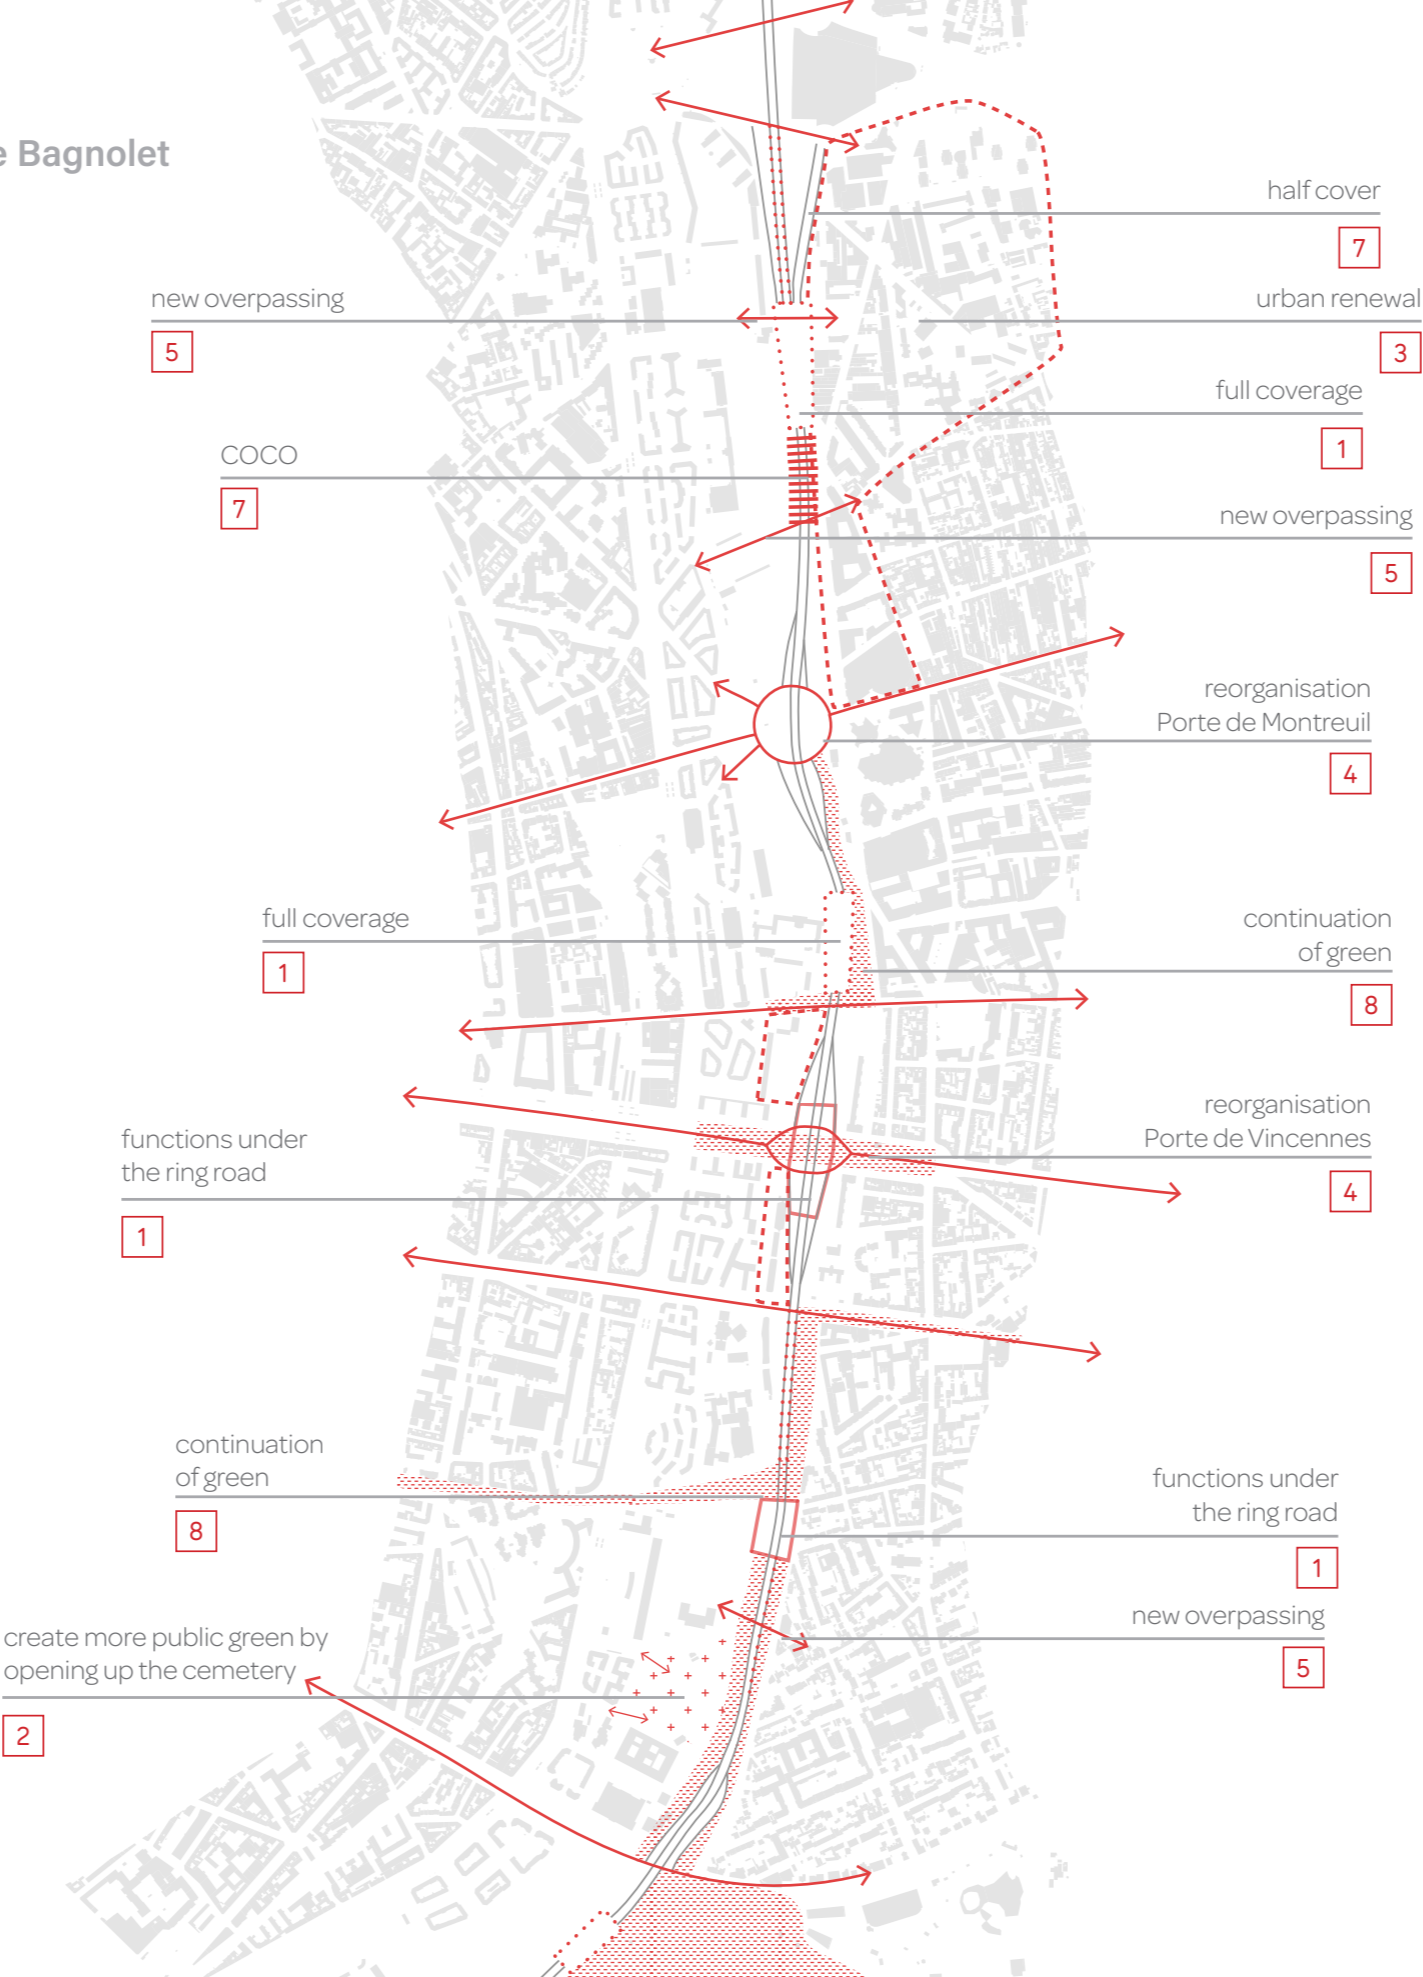 e Bagnolet
half cover
7
new overpassing
5
urban renewal
3
full coverage
1
COCO
7
new overpassing
5
reorganisation
Porte de Montreuil
4
full coverage
1
continuation
of green
8
reorganisation
Porte de Vincennes
4
functions under
the ring road
1
continuation
of green
8
functions under
the ring road
1
new overpassing
5
create more public green by
opening up the cemetery
2